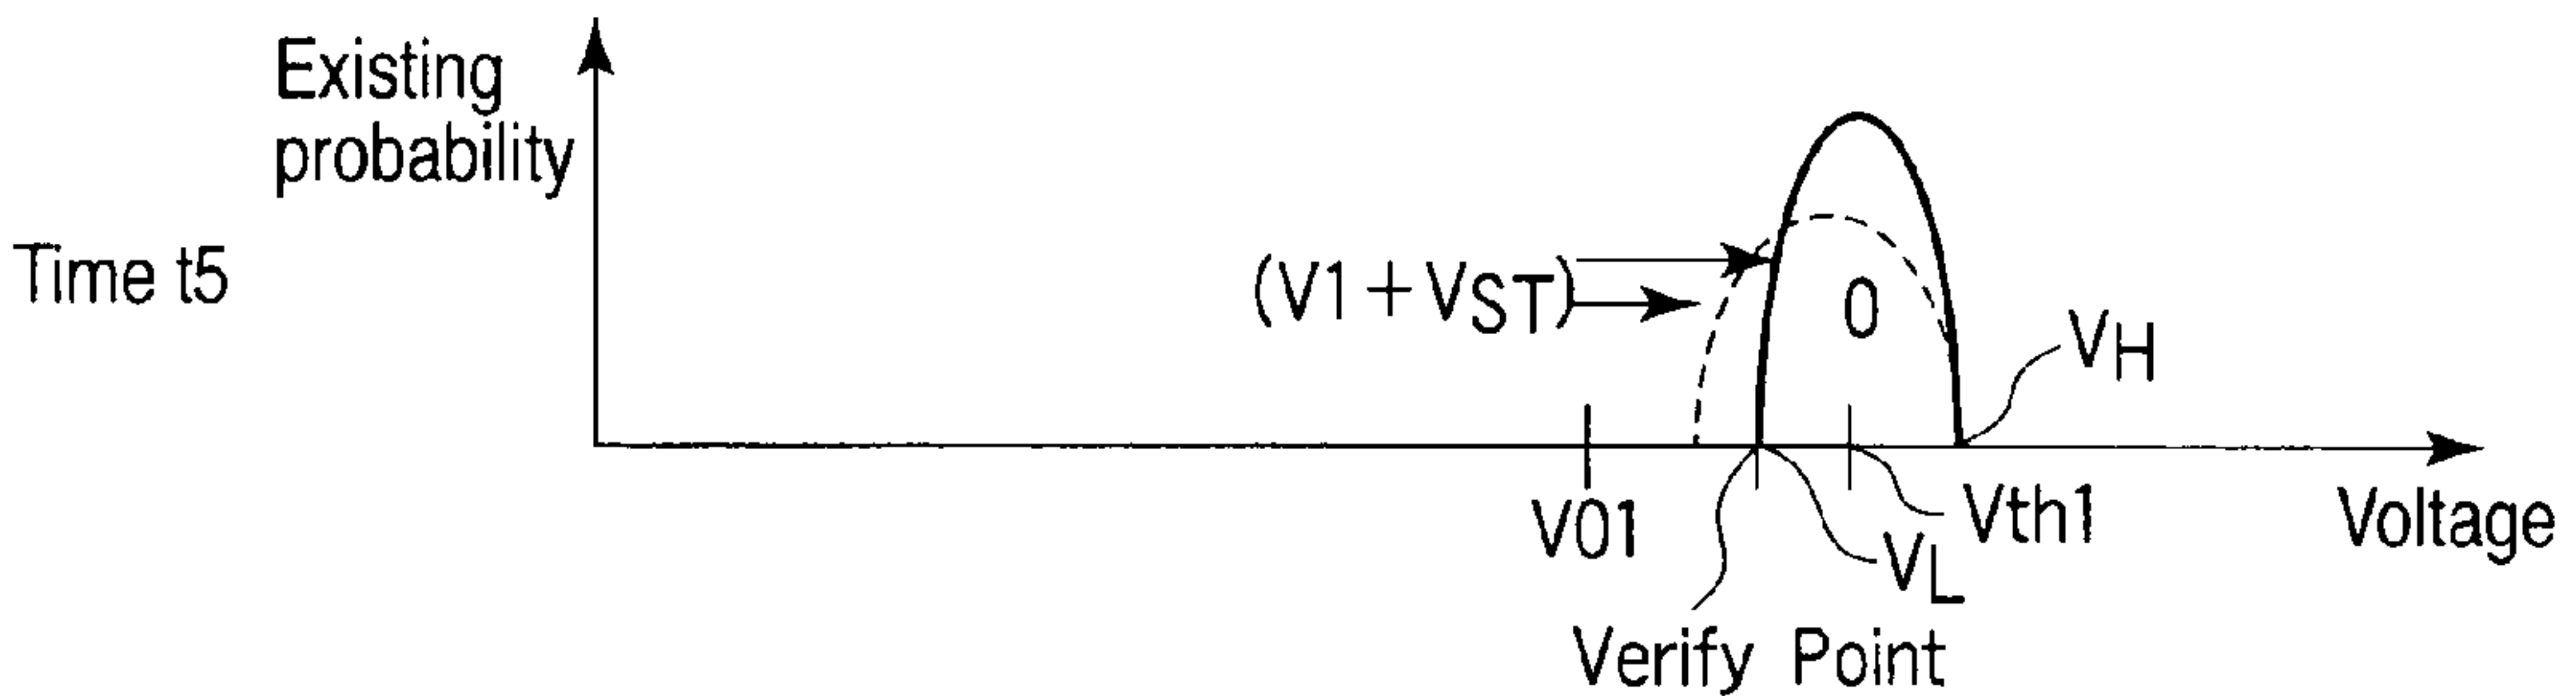 Existing
probability
Time t5
(V1+VST)
0
VH
V01
Vth1
VL
Voltage
Verify Point